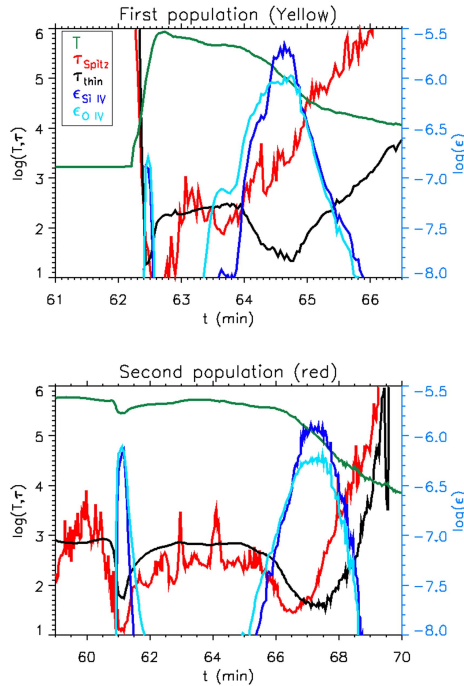 First population (Yellow)
T
τSpitz
τthin
ϵSi IV
ϵO IV
log(T,τ)
6
5
4
3
2
1
log(ϵ)
-5.5
-6.0
-6.5
-7.0
-7.5
-8.0
61 62 63 64 65 66
t (min)
Second population (red)
log(T,τ)
6
5
4
3
2
1
log(ϵ)
-5.5
-6.0
-6.5
-7.0
-7.5
-8.0
60 62 64 66 68 70
t (min)